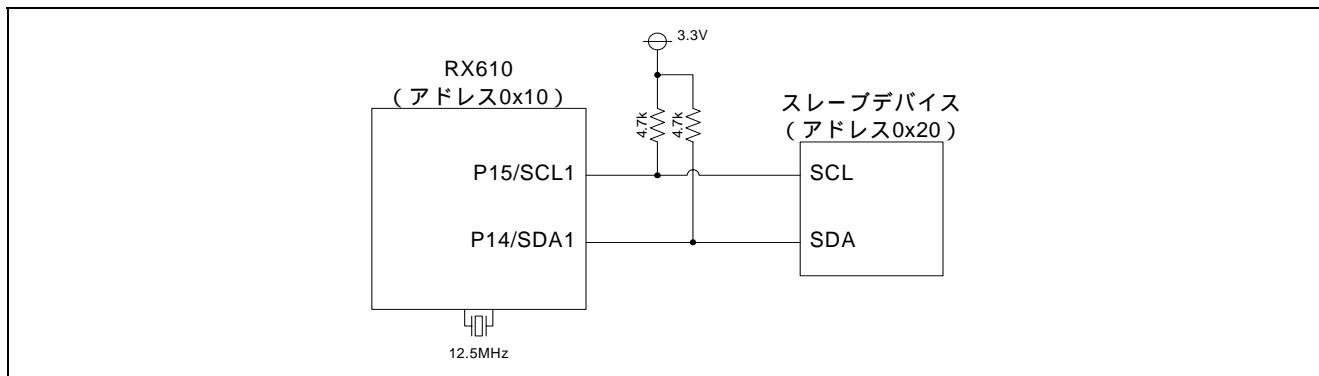 3.3V
RX610
（アドレス0x10）
スレーブデバイス
（アドレス0x20）
4.7k
4.7k
P15/SCL1
SCL
P14/SDA1
SDA
12.5MHz